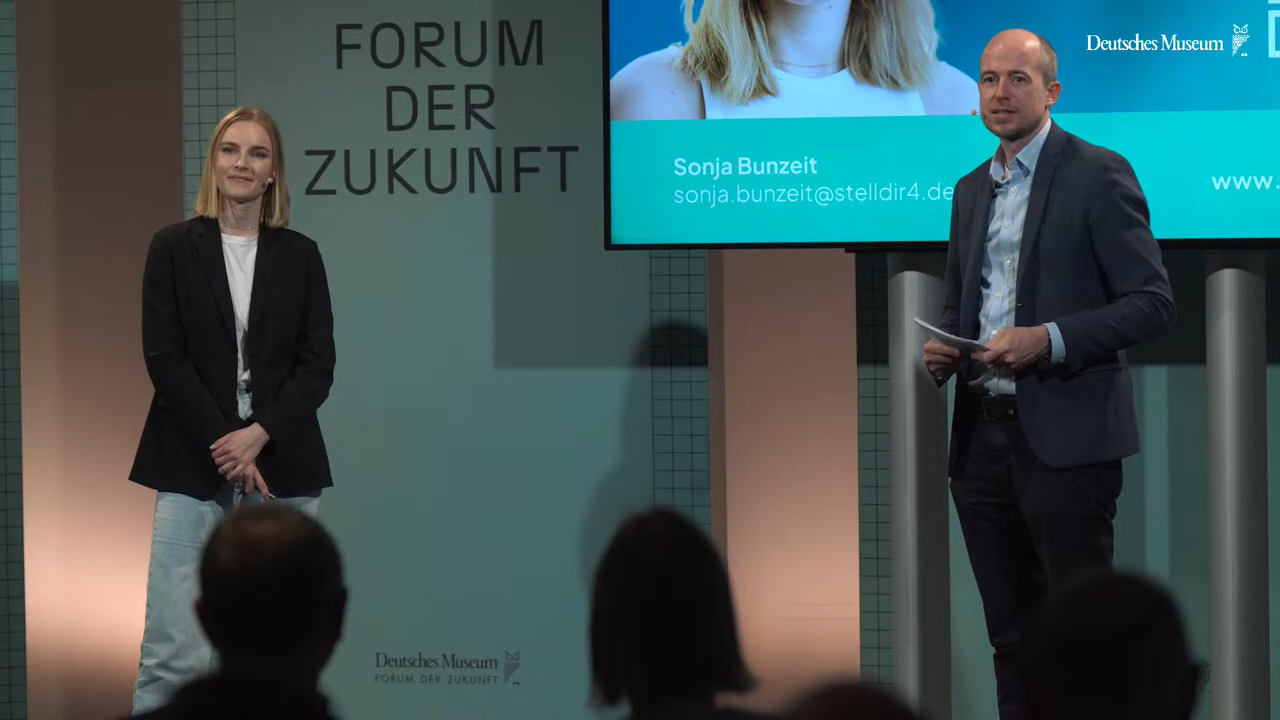 FORUM
DER
ZUKUNFT
Deutsches Museum
Sonja Bunzeit
sonja.bunzeit@stelldir4.de
www.
Deutsches Museum
FORUM DER ZUKUNFT